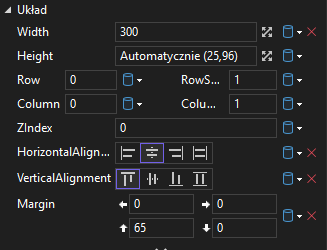 Układ
Width 300
Height Automatycznie (25,96)
Row 0 RowS... 1
Column 0 Colu... 1
ZIndex 0
HorizontalAlign...
VerticalAlignment
Margin 0 0
65 0